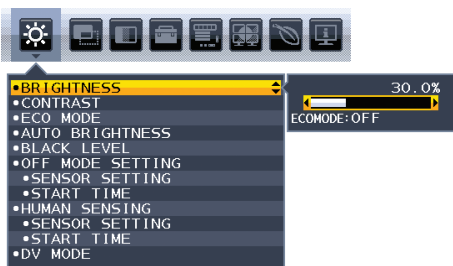 •BRIGHTNESS
30.0%
ECOMODE:OFF
•CONTRAST
•ECO MODE
•AUTO BRIGHTNESS
•BLACK LEVEL
•OFF MODE SETTING
•SENSOR SETTING
•START TIME
•HUMAN SENSING
•SENSOR SETTING
•START TIME
•DV MODE